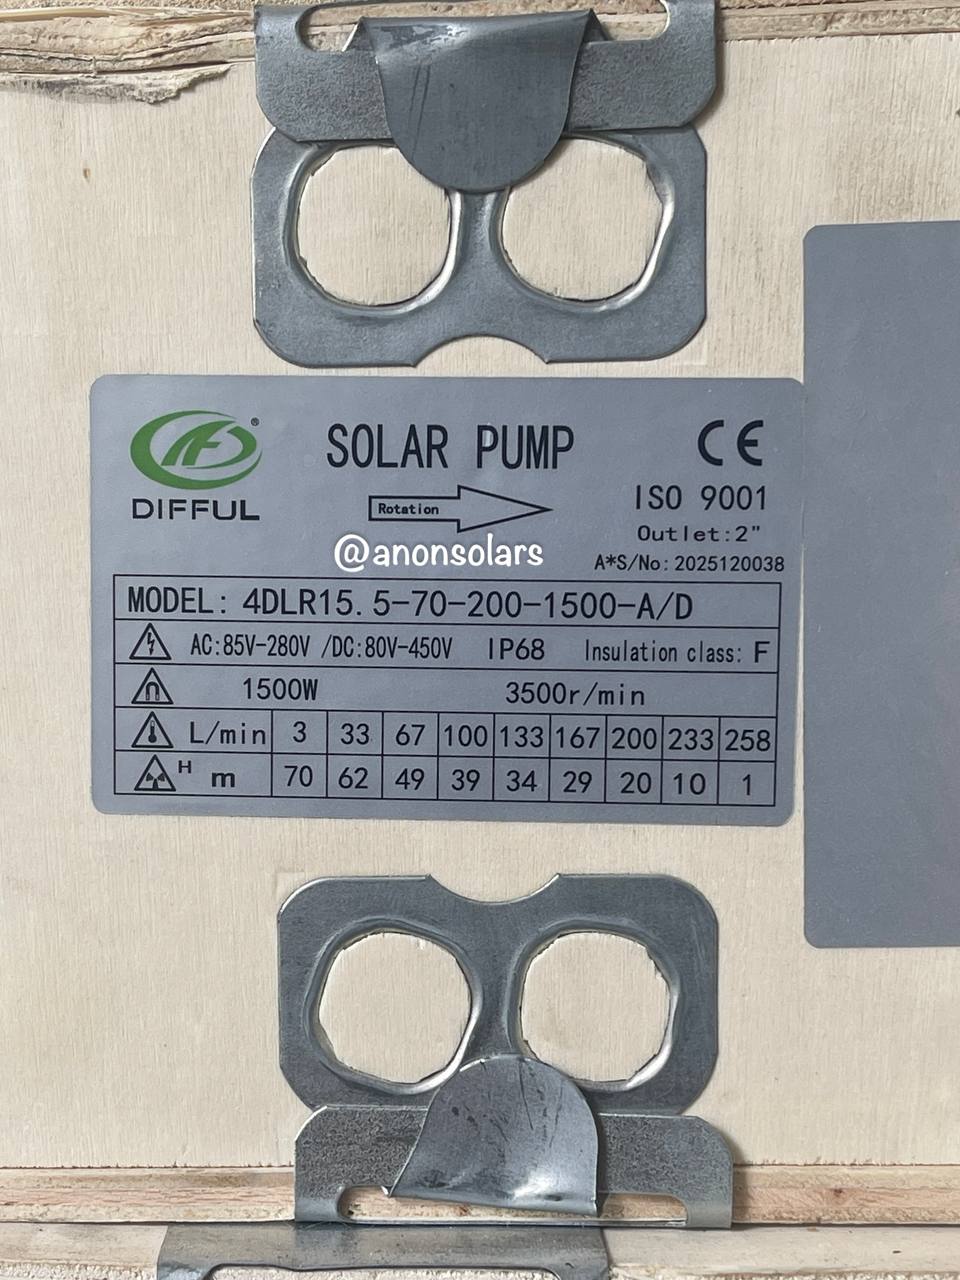 DIFFUL
®
SOLAR PUMP
Rotation
CE
ISO 9001
Outlet:2"
A*S/No: 2025120038
@anonsolars
MODEL: 4DLR15.5-70-200-1500-A/D
AC:85V-280V /DC:80V-450V IP68 Insulation class: F
1500W 3500r/min
L/min 3 33 67 100 133 167 200 233 258
H m 70 62 49 39 34 29 20 10 1